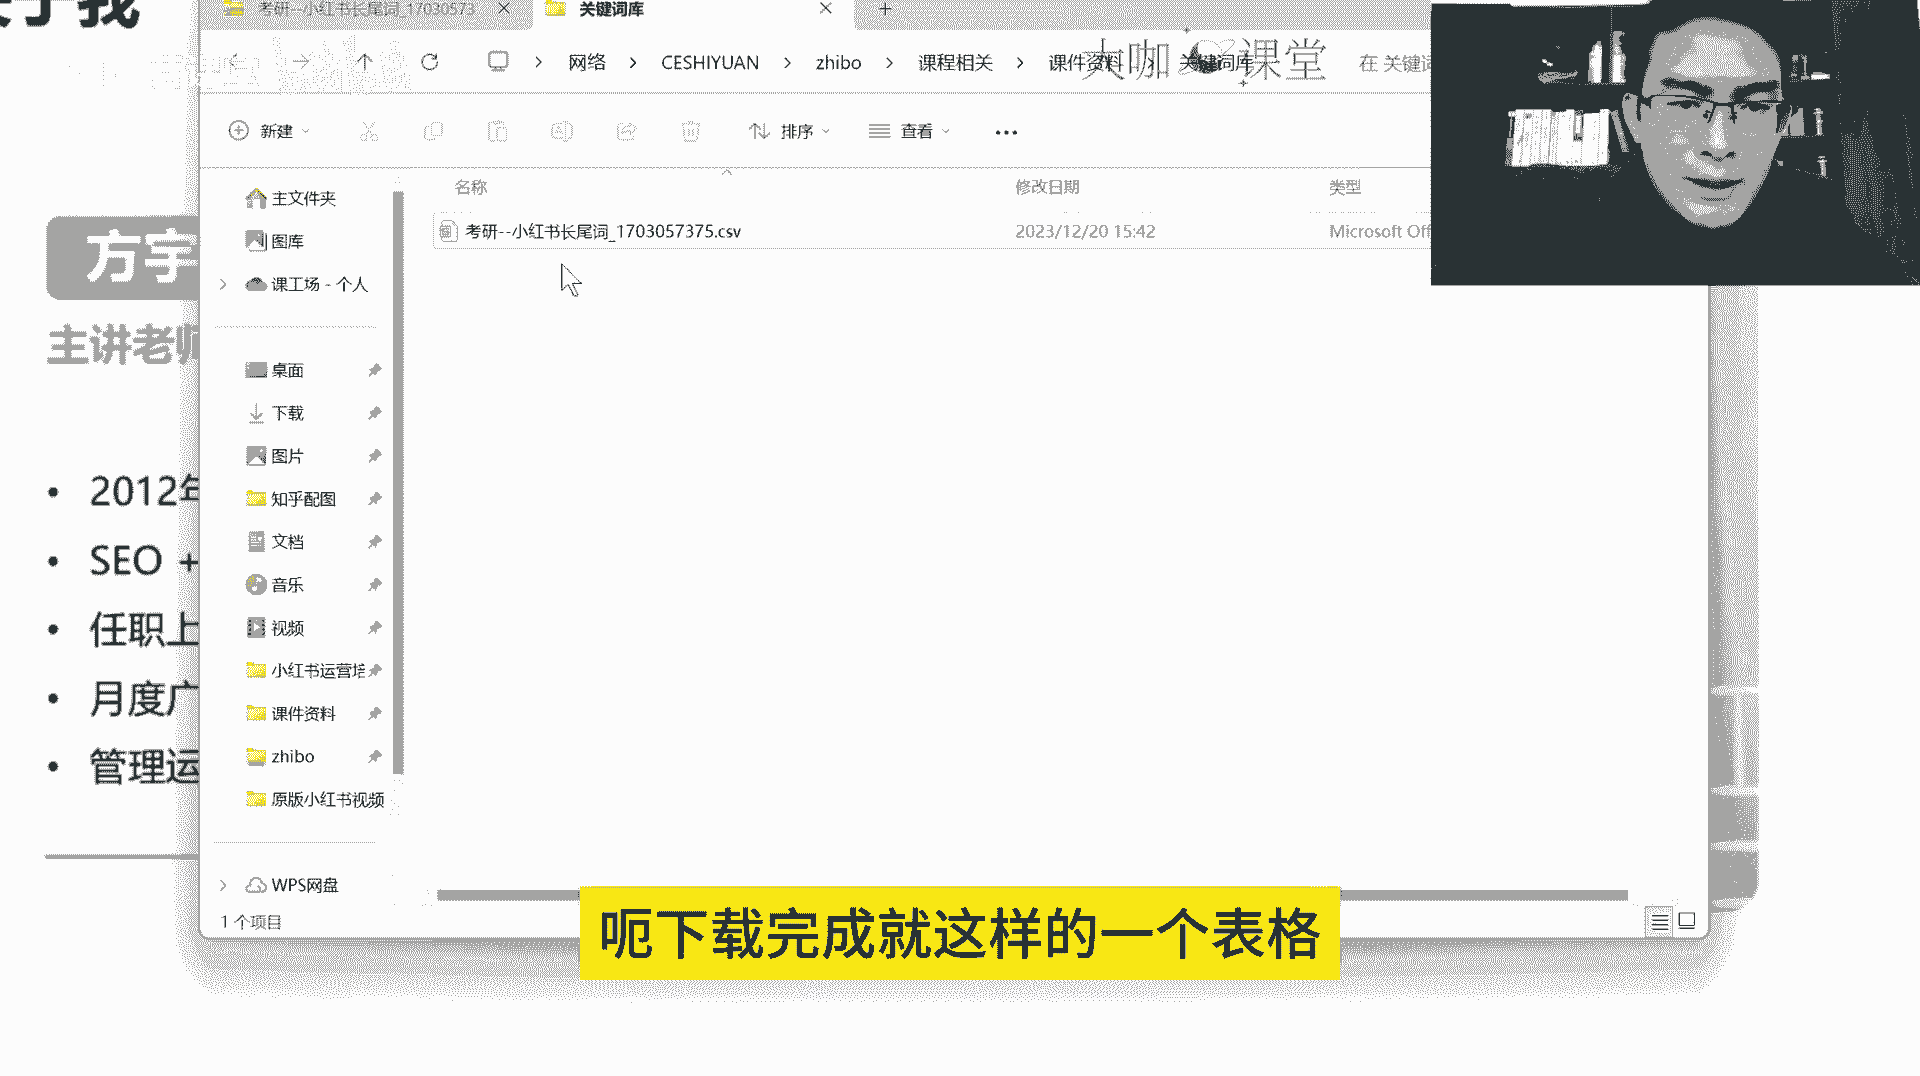 关于我
考研--小红书长尾词_17030573
关键词库
网络 > CESHIYUAN > zhibo > 课程相关 > 课件资料 > 关键词库
在 关键词
大咖课堂
新建
排序
查看
方宇
主讲老师
2012年
SEO +
任职上
月度广
管理运
主文件夹
图库
课工场 - 个人
桌面
下载
图片
知乎配图
文档
音乐
视频
小红书运营培
课件资料
zhibo
原版小红书视频
WPS网盘
名称
修改日期
类型
考研--小红书长尾词_1703057375.csv
2023/12/20 15:42
Microsoft Off
1 个项目
呃下载完成就这样的一个表格